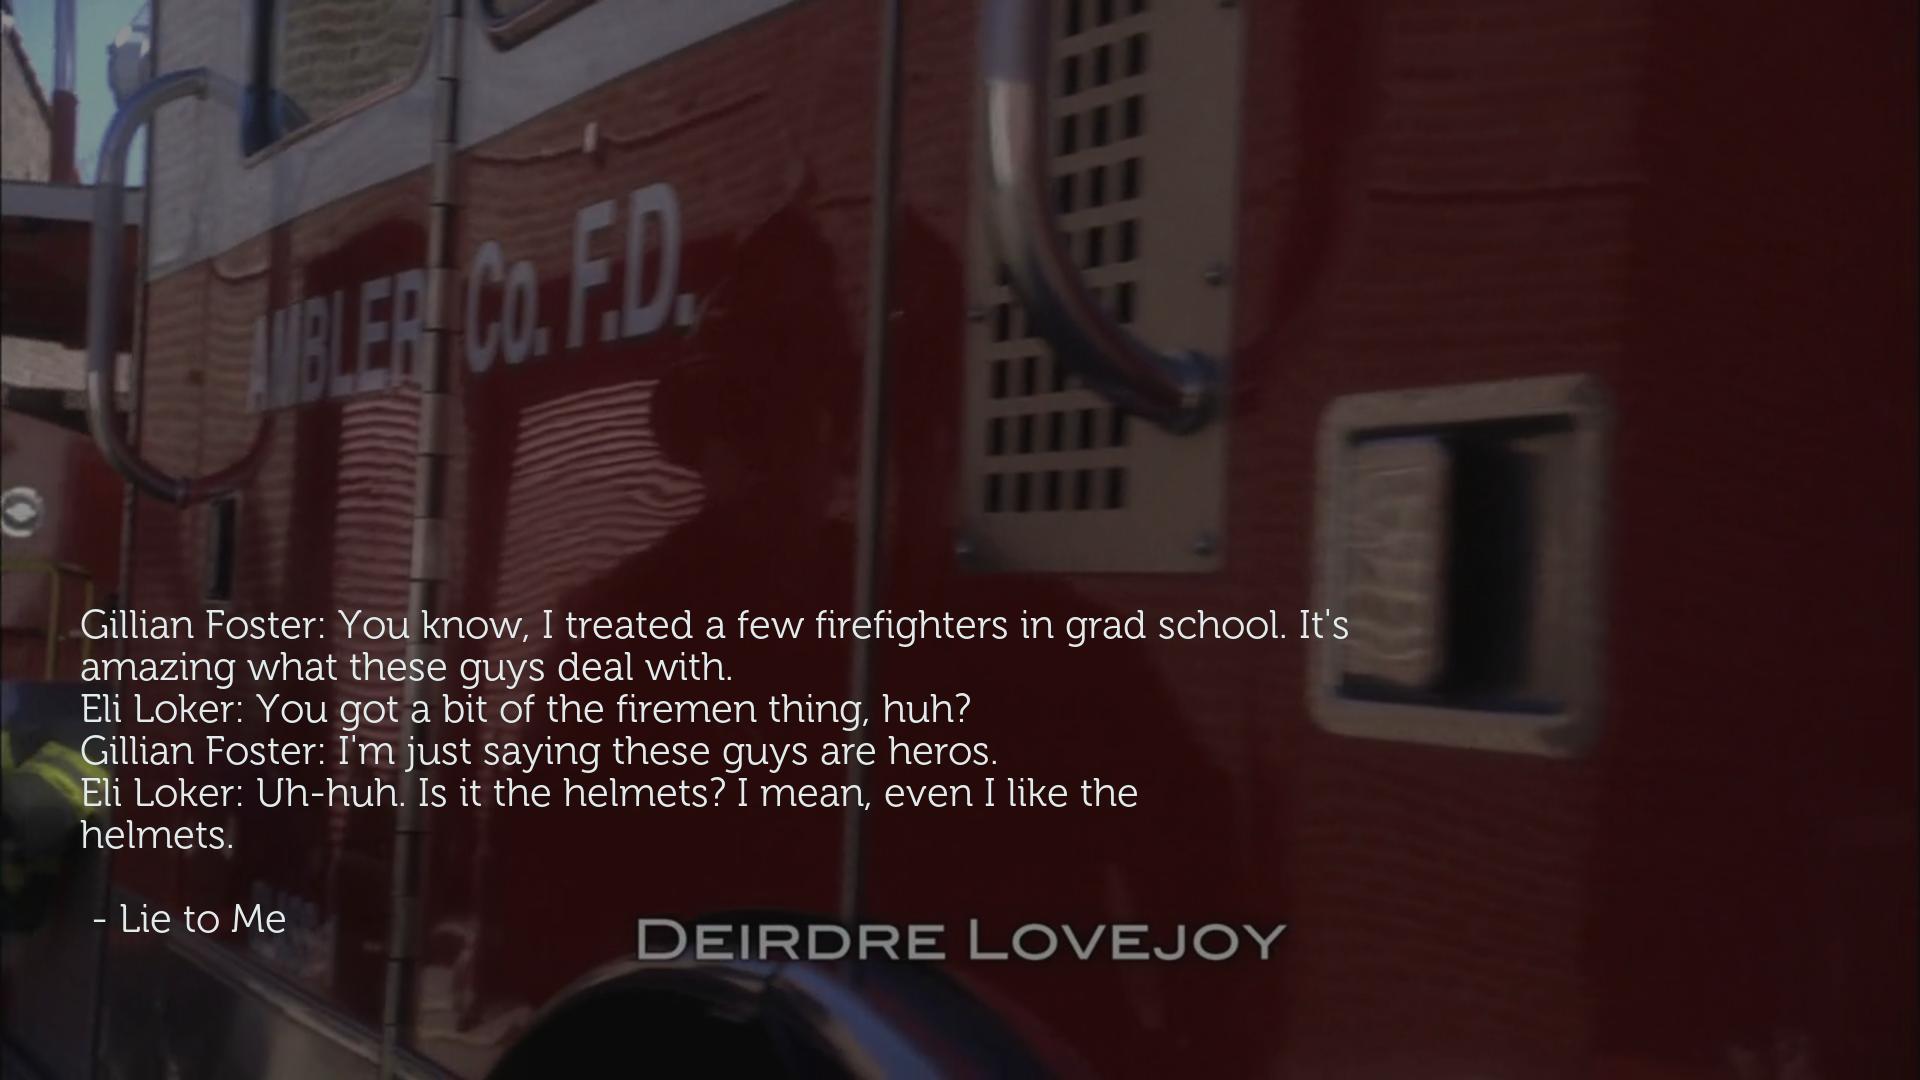 AMBLER Co. F.D.
Gillian Foster: You know, I treated a few firefighters in grad school. It's
amazing what these guys deal with.
Eli Loker: You got a bit of the firemen thing, huh?
Gillian Foster: I'm just saying these guys are heros.
Eli Loker: Uh-huh. Is it the helmets? I mean, even I like the
helmets.
- Lie to Me
DEIRDRE LOVEJOY